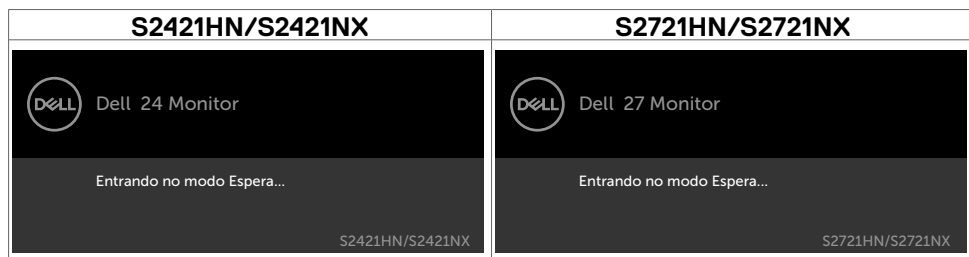 S2421HN/S2421NX
S2721HN/S2721NX
DELL Dell 24 Monitor
Entrando no modo Espera...
S2421HN/S2421NX
DELL Dell 27 Monitor
Entrando no modo Espera...
S2721HN/S2721NX